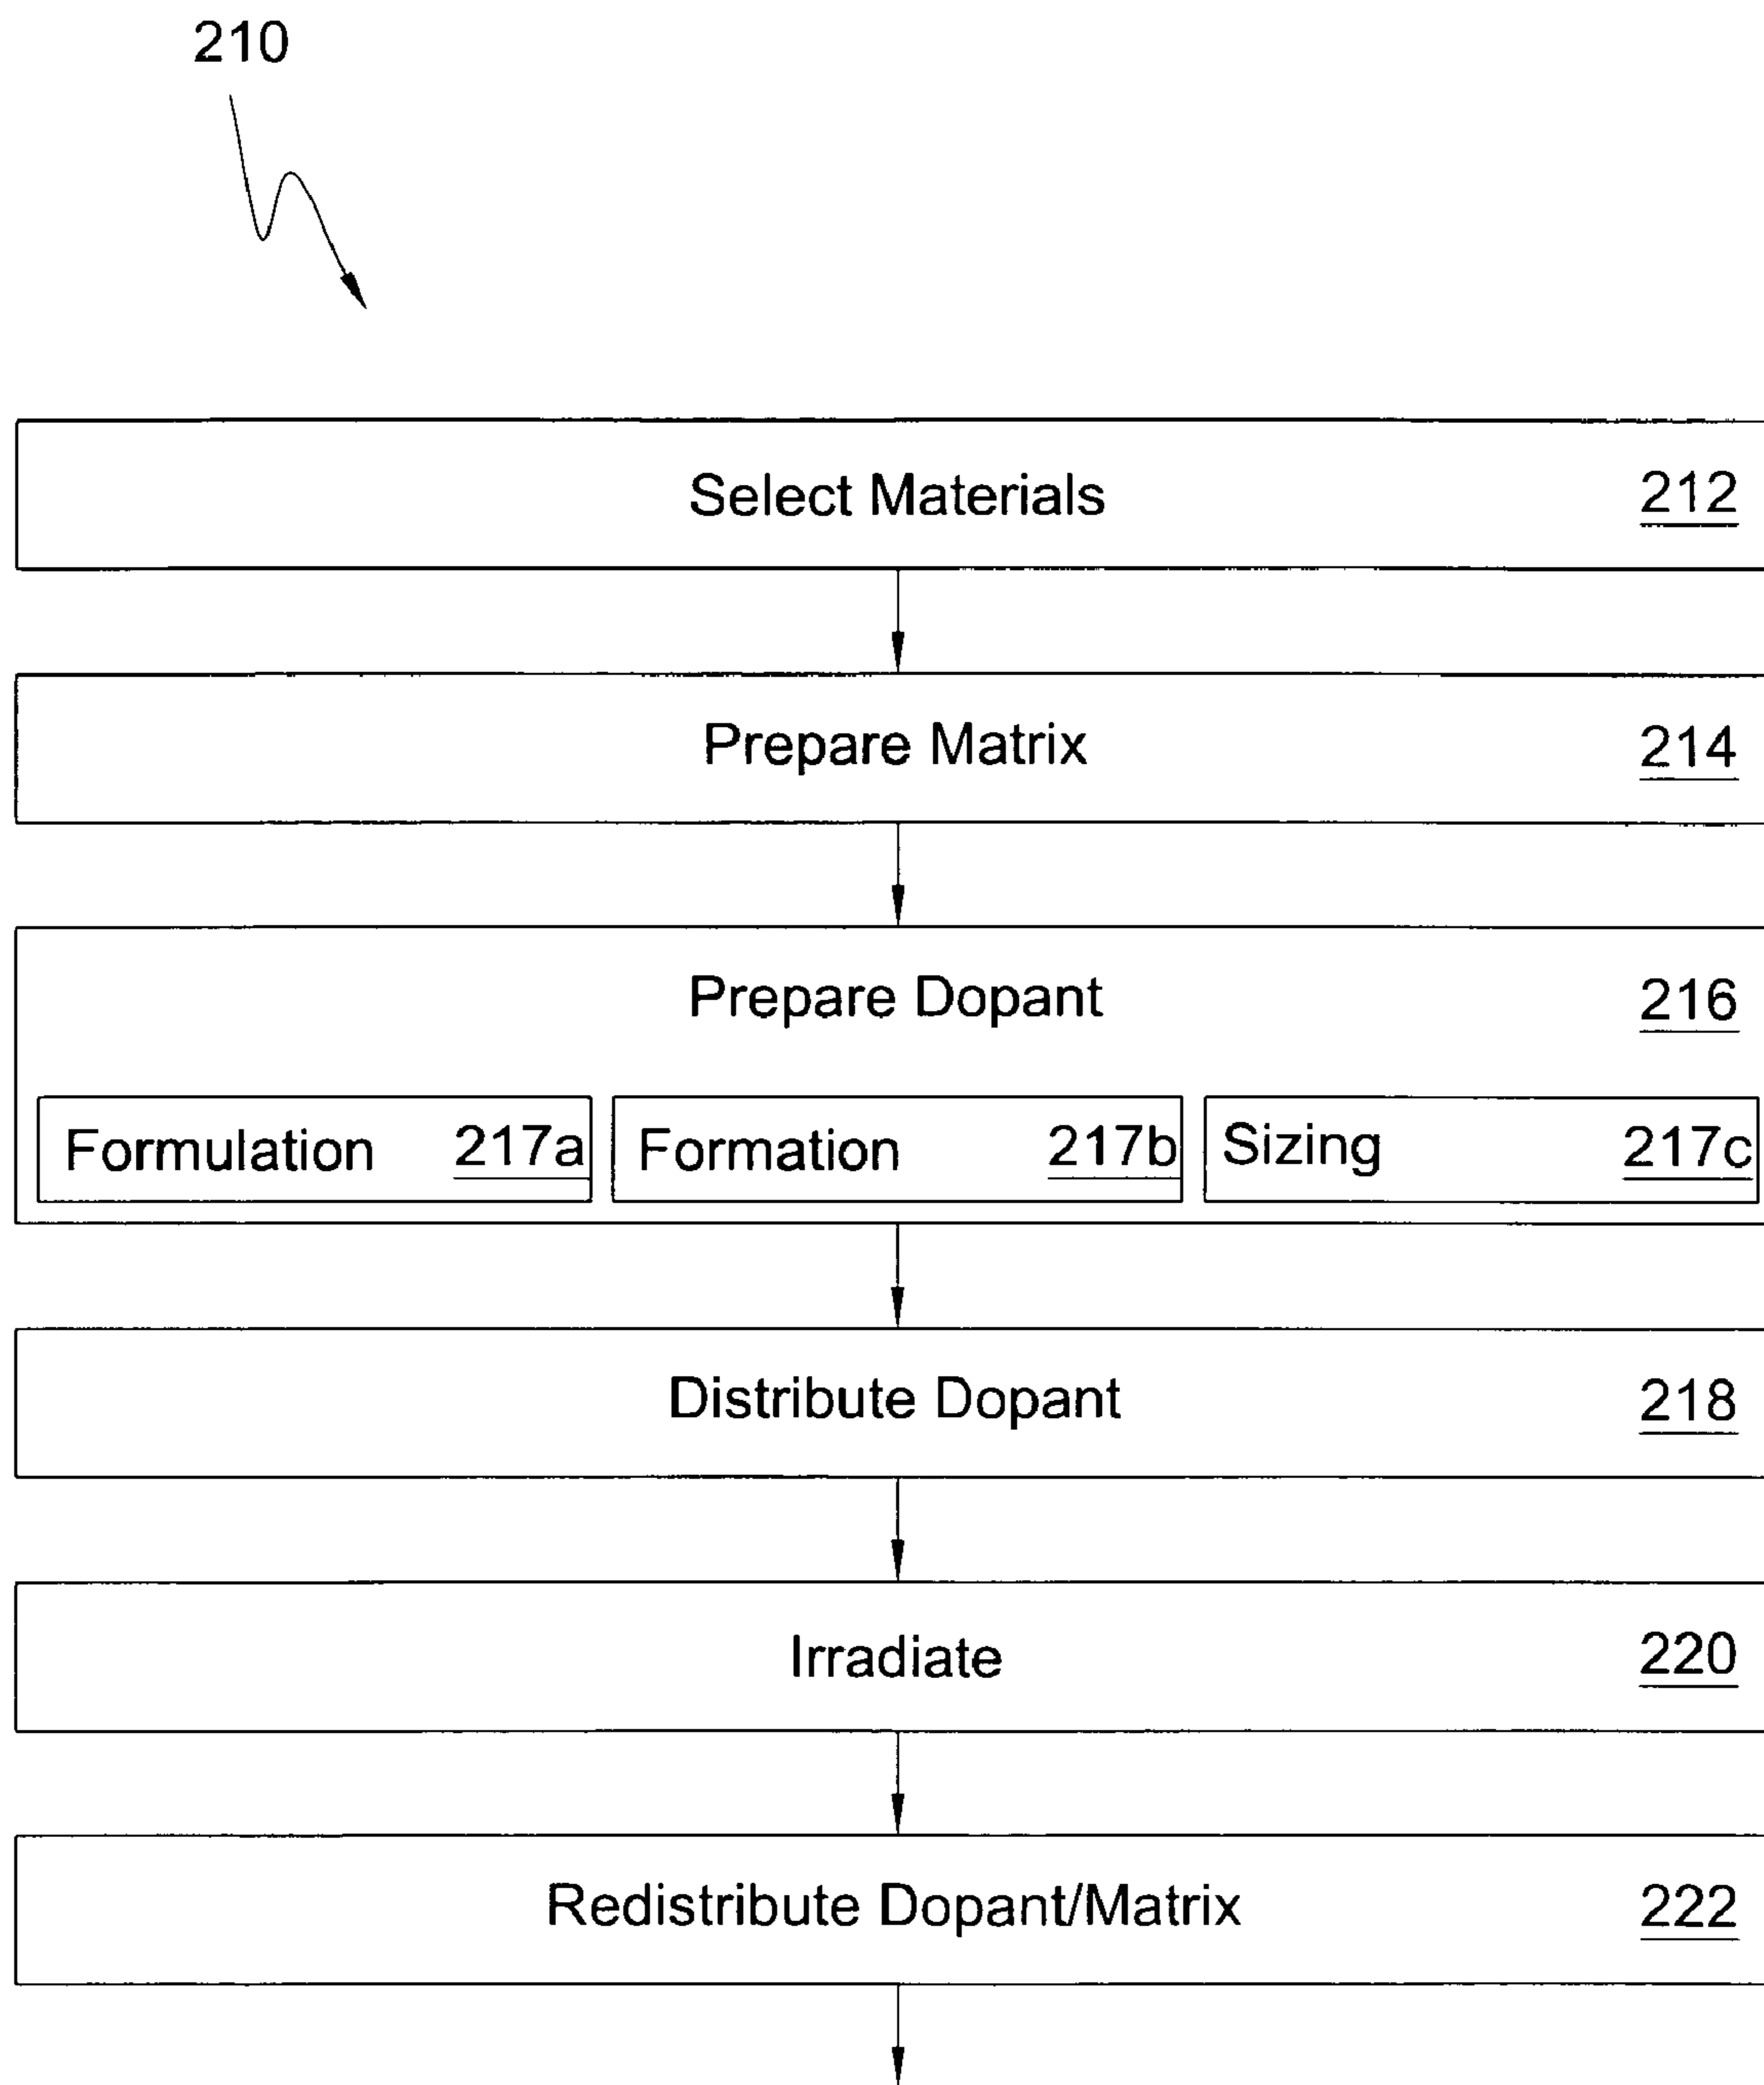 210
Select Materials 212
Prepare Matrix 214
Prepare Dopant 216
Formulation 217a Formation 217b Sizing 217c
Distribute Dopant 218
Irradiate 220
Redistribute Dopant/Matrix 222